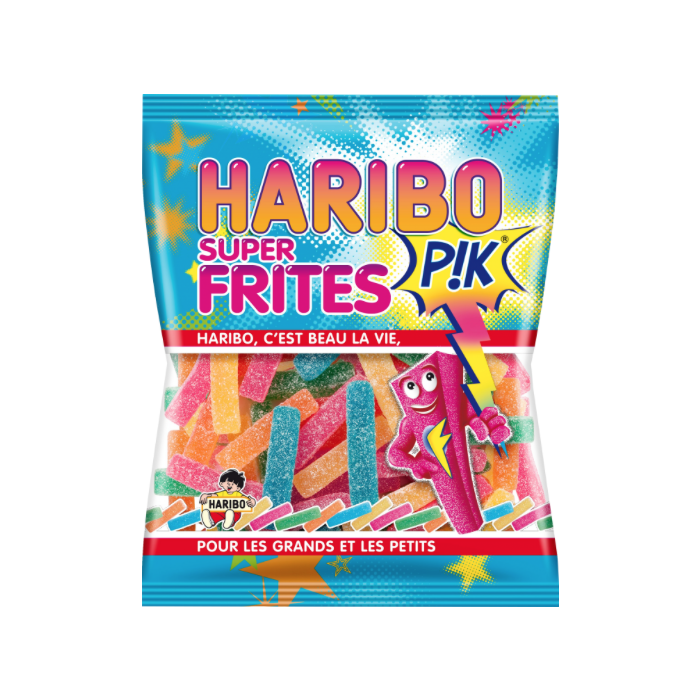 HARIBO
SUPER
FRITES
P!K®
HARIBO, C'EST BEAU LA VIE,
HARIBO
POUR LES GRANDS ET LES PETITS